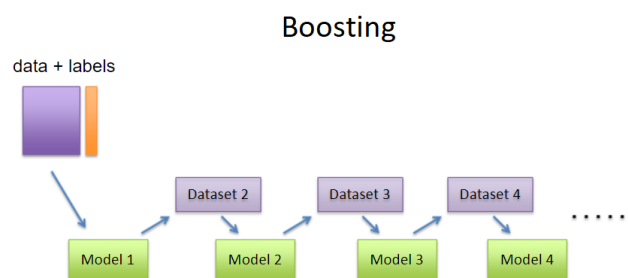 Boosting
data + labels
Dataset 2
Dataset 3
Dataset 4
.....
Model 1
Model 2
Model 3
Model 4